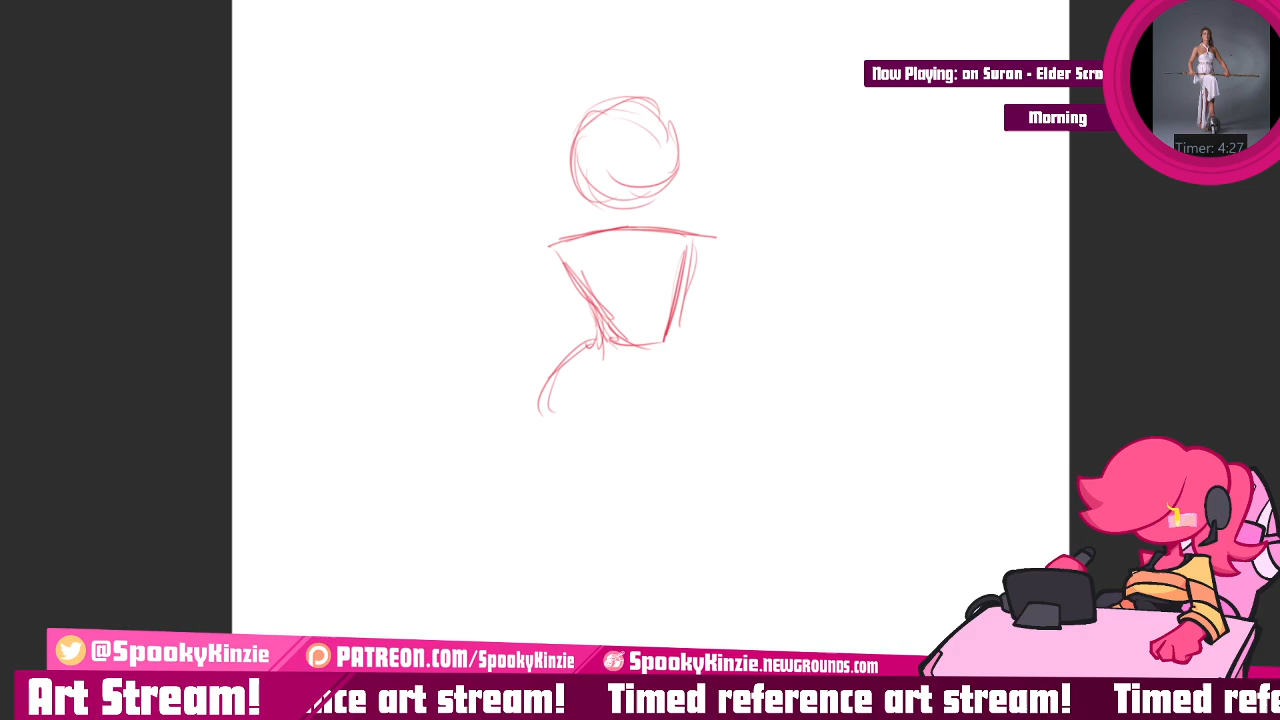 Now Playing: on Suran - Elder Scro
Morning
Timer: 4:27
@SpookyKinzie
PATREON.COM/SpookyKinzie
SpookyKinzie.NEWGROUNDS.COM
Art Stream!
nce art stream! Timed reference art stream! Timed refe